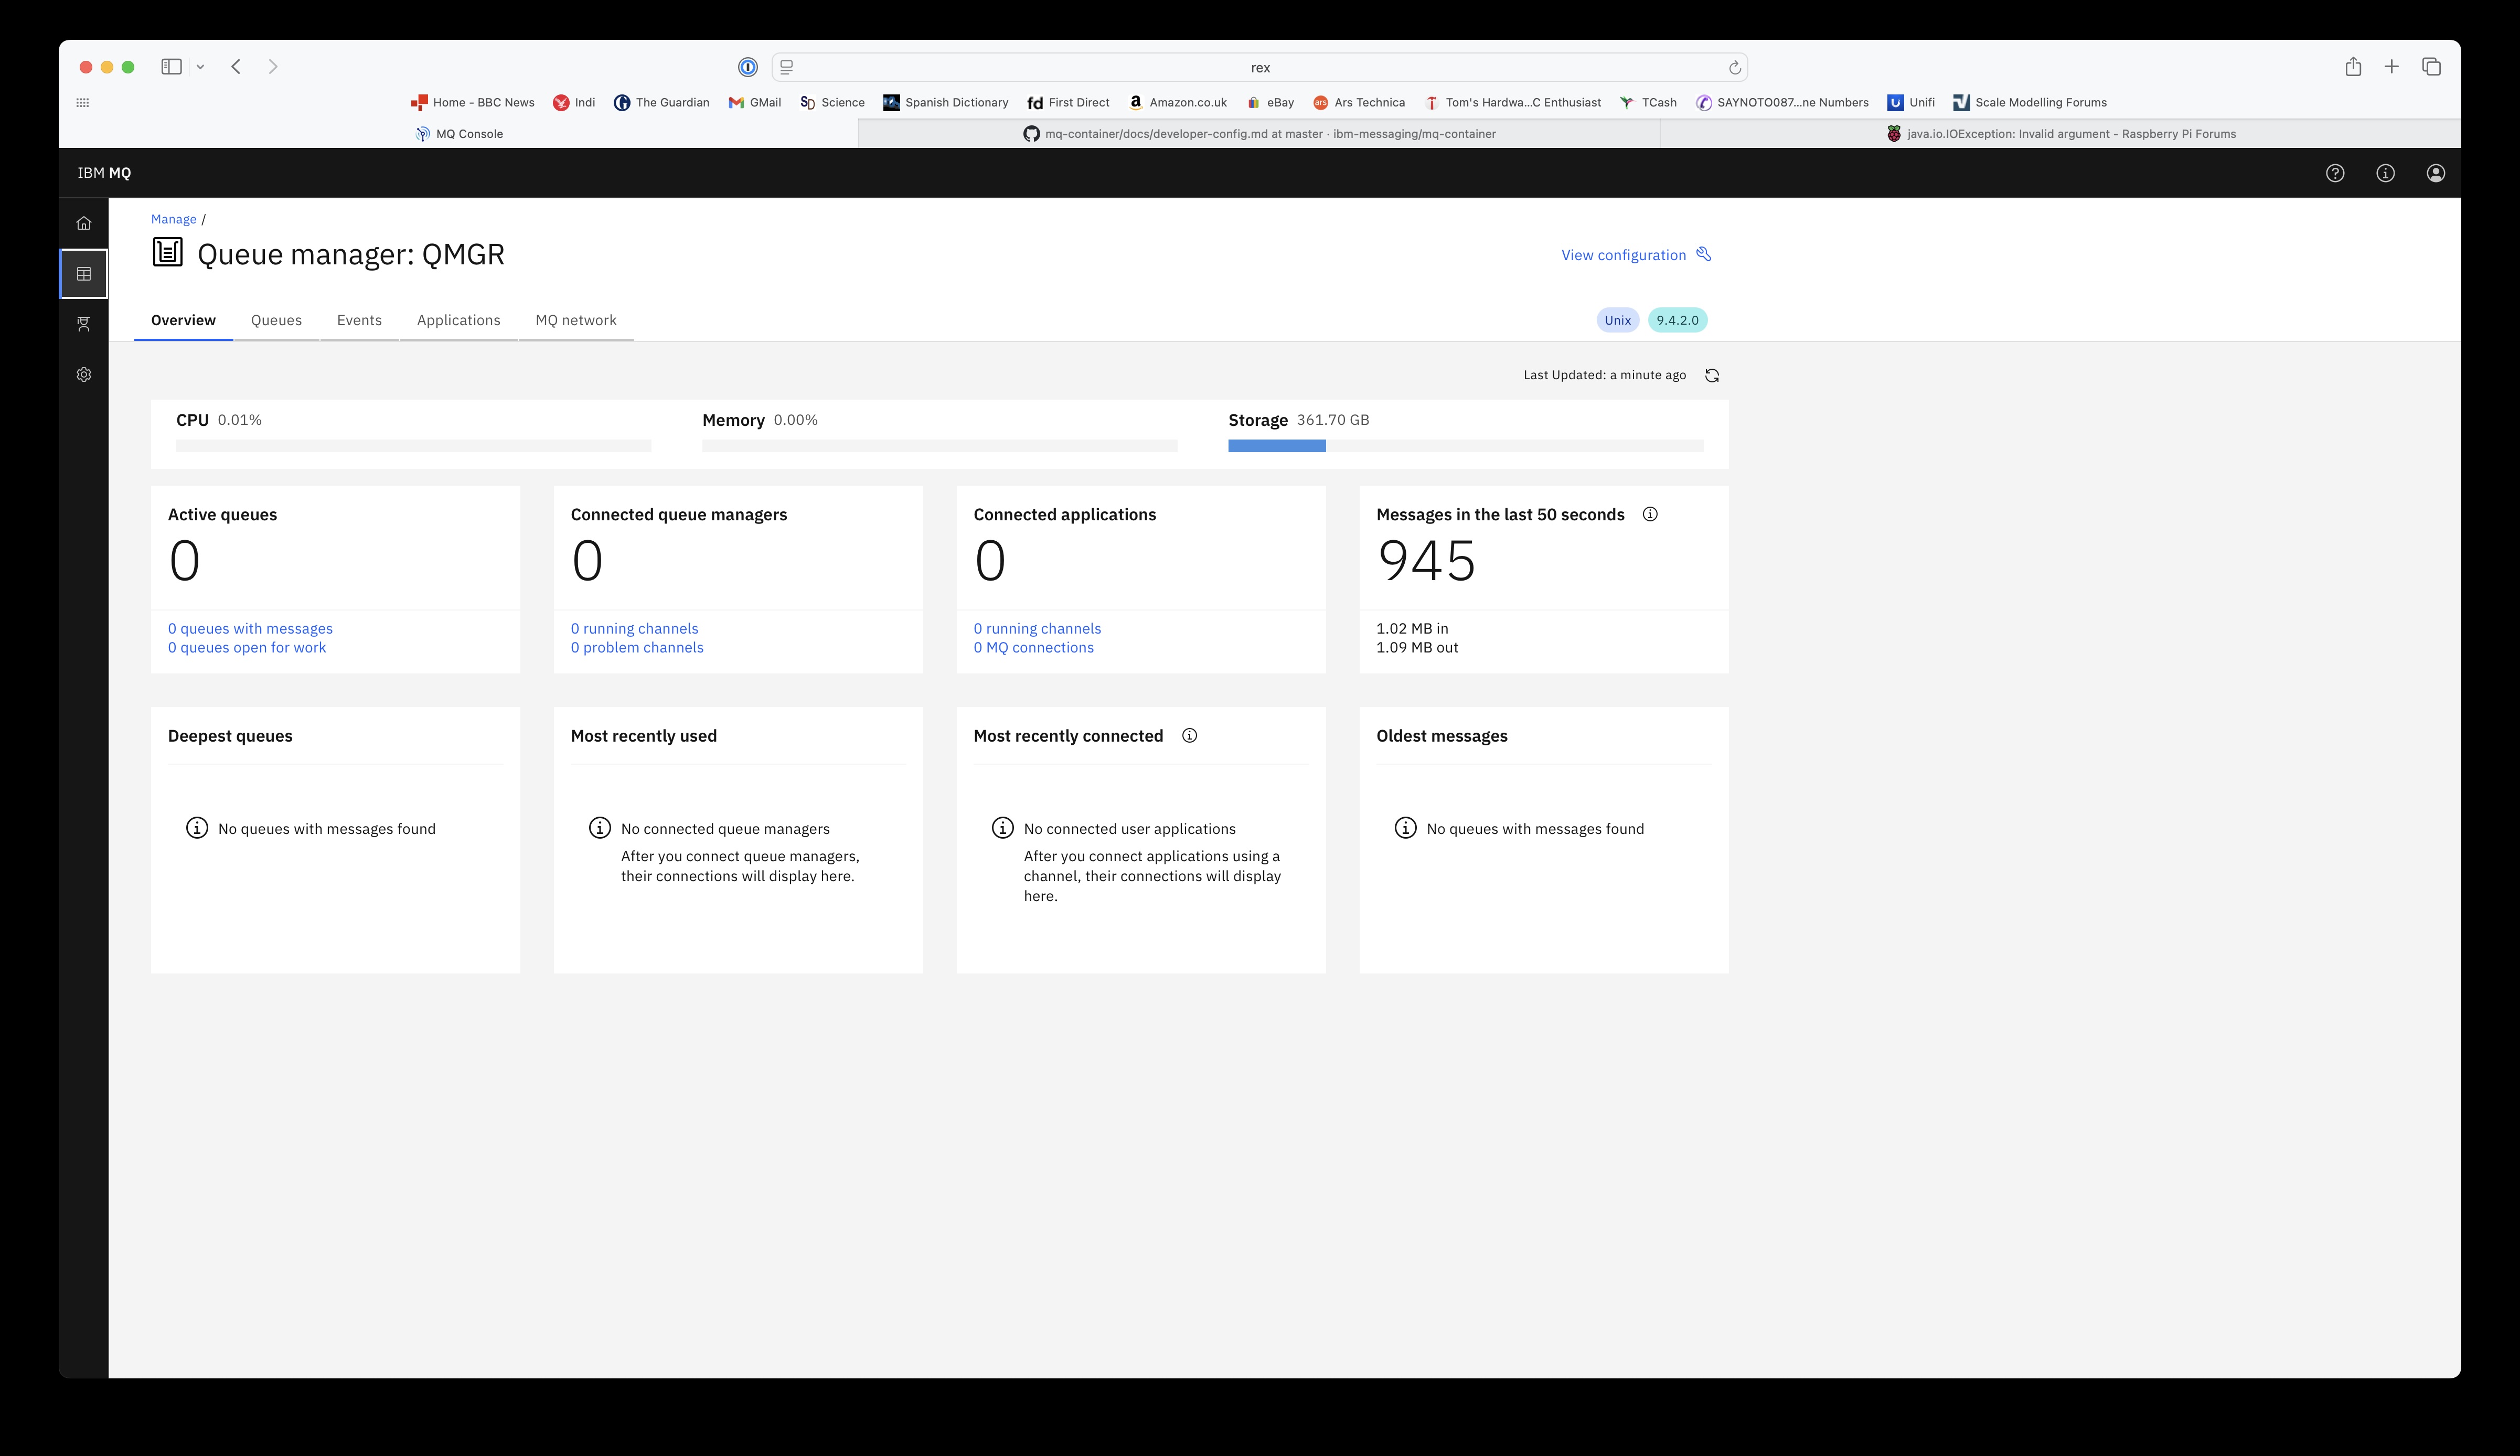 rex
Home - BBC News
Indi
The Guardian
GMail
Science
Spanish Dictionary
First Direct
Amazon.co.uk
eBay
Ars Technica
Tom's Hardwa...C Enthusiast
TCash
SAYNOTO087...ne Numbers
Unifi
Scale Modelling Forums
MQ Console
mq-container/docs/developer-config.md at master · ibm-messaging/mq-container
java.io.IOException: Invalid argument - Raspberry Pi Forums
IBM MQ
Manage /
Queue manager: QMGR
View configuration
Overview
Queues
Events
Applications
MQ network
Unix
9.4.2.0
Last Updated: a minute ago
CPU 0.01%
Memory 0.00%
Storage 361.70 GB
Active queues
0
0 queues with messages
0 queues open for work
Connected queue managers
0
0 running channels
0 problem channels
Connected applications
0
0 running channels
0 MQ connections
Messages in the last 50 seconds
945
1.02 MB in
1.09 MB out
Deepest queues
No queues with messages found
Most recently used
No connected queue managers
After you connect queue managers,
their connections will display here.
Most recently connected
No connected user applications
After you connect applications using a
channel, their connections will display
here.
Oldest messages
No queues with messages found